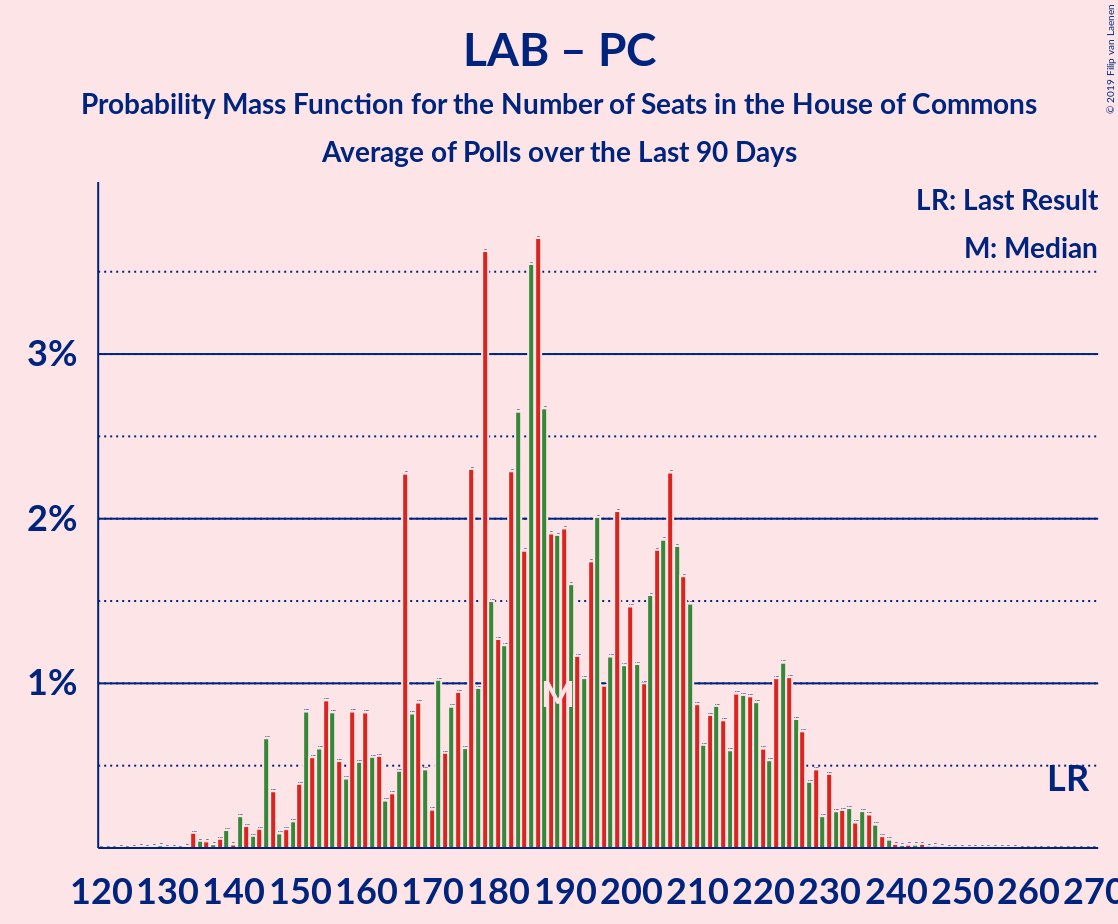 LAB – PC
Probability Mass Function for the Number of Seats in the House of Commons
Average of Polls over the Last 90 Days
© 2019 Filip van Laenen
LR: Last Result
M: Median
3%
2%
1%
M
LR
120 130 140 150 160 170 180 190 200 210 220 230 240 250 260 270